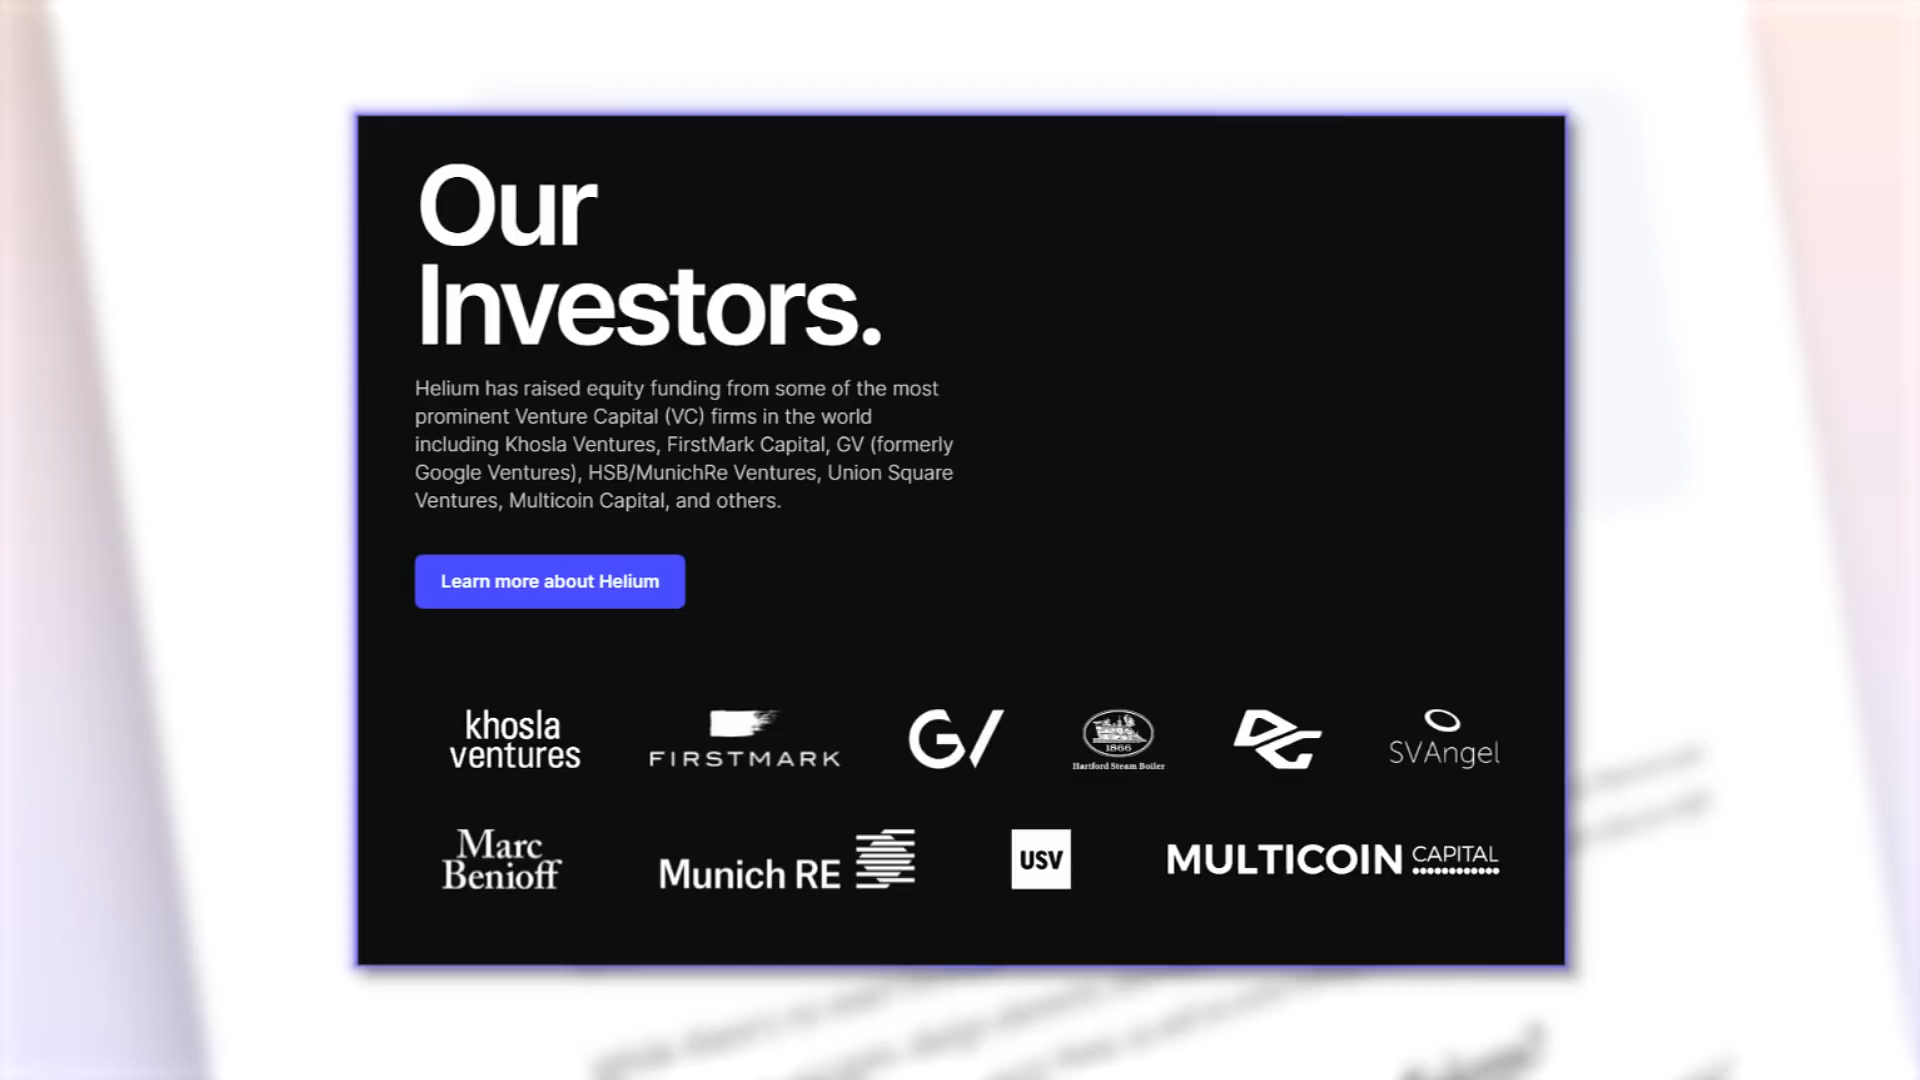 Our
Investors.
Helium has raised equity funding from some of the most
prominent Venture Capital (VC) firms in the world
including Khosla Ventures, FirstMark Capital, GV (formerly
Google Ventures), HSB/MunichRe Ventures, Union Square
Ventures, Multicoin Capital, and others.
Learn more about Helium
khosla
ventures
FIRSTMARK
GV
1866
Hartford Steam Boiler
SVAngel
Marc
Benioff
Munich RE
USV
MULTICOIN CAPITAL